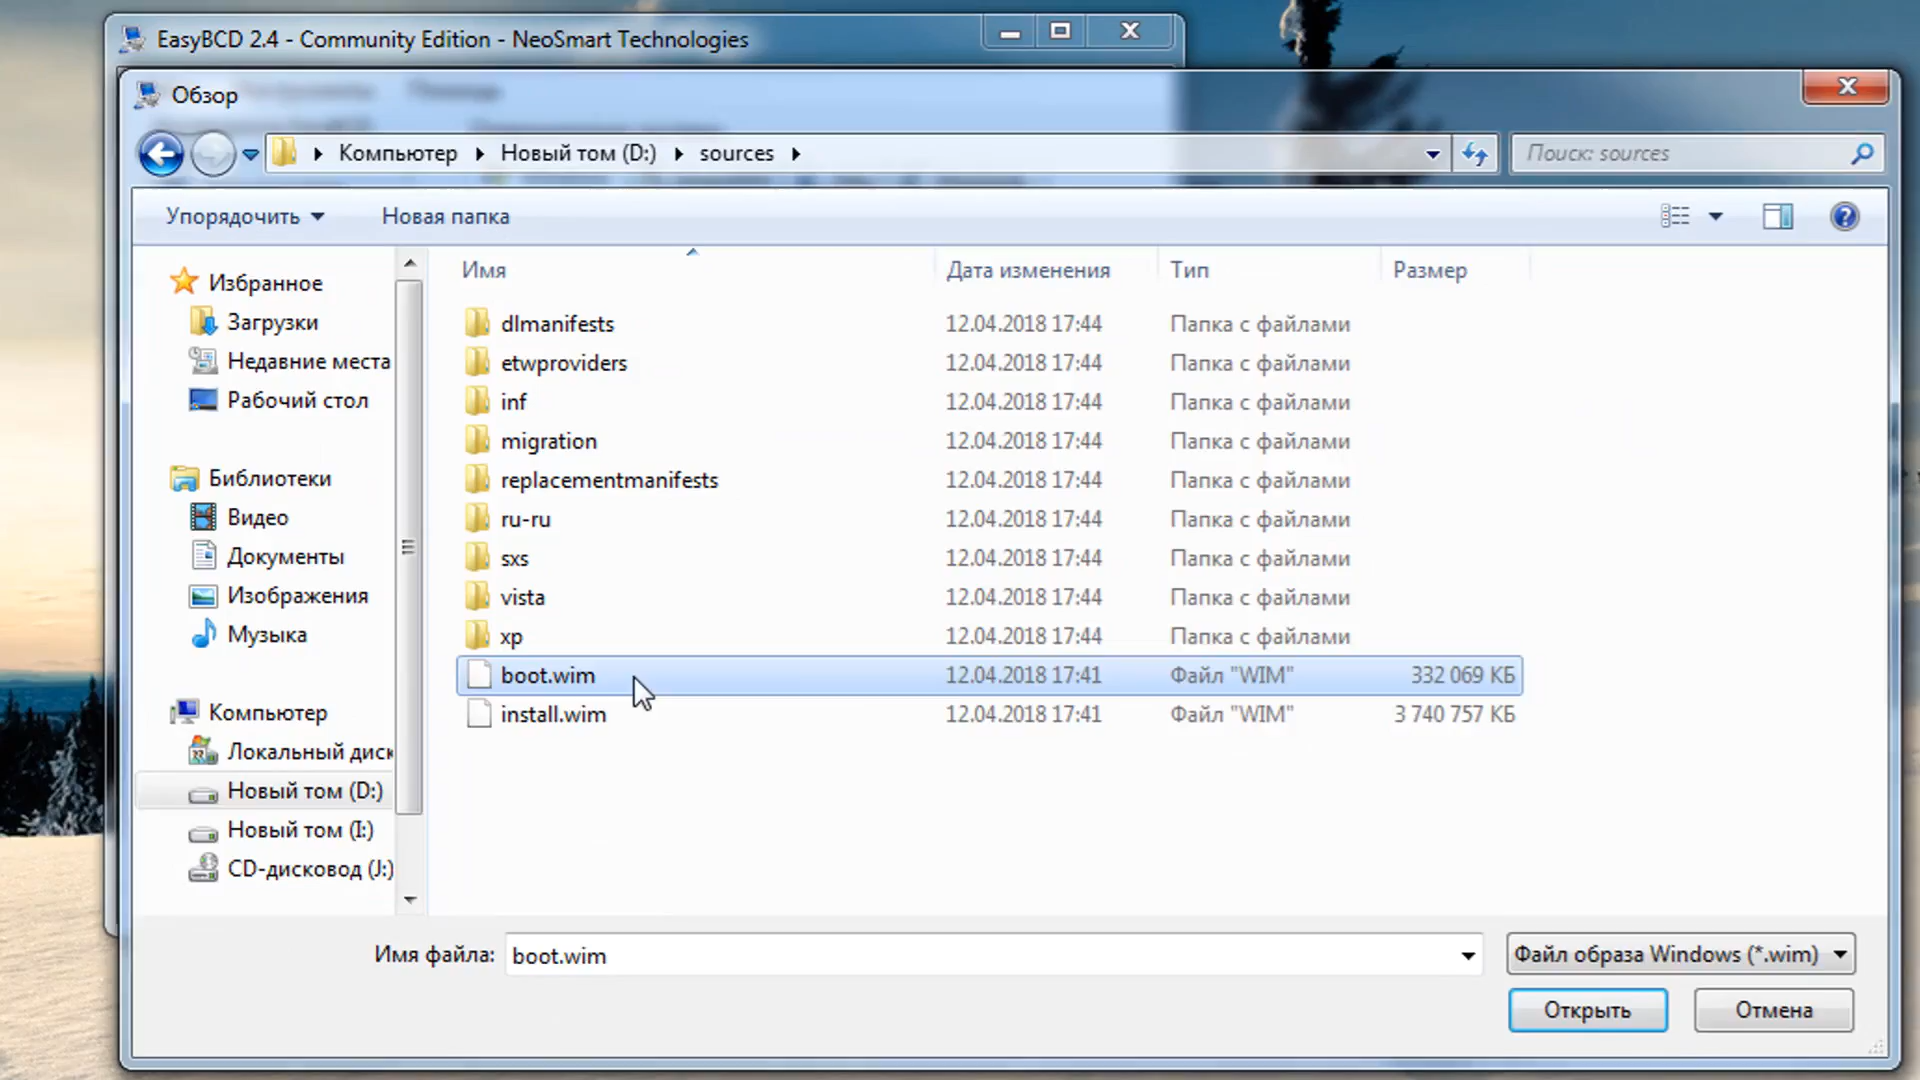 EasyBCD 2.4 - Community Edition - NeoSmart Technologies
Обзор
Компьютер Новый том (D:) sources
Поиск: sources
Упорядочить Новая папка
Имя Дата изменения Тип Размер
Избранное
Загрузки
Недавние места
Рабочий стол
Библиотеки
Видео
Документы
Изображения
Музыка
Компьютер
Локальный диск
Новый том (D:)
Новый том (I:)
CD-дисковод (J:)
dlmanifests 12.04.2018 17:44 Папка с файлами
etwproviders 12.04.2018 17:44 Папка с файлами
inf 12.04.2018 17:44 Папка с файлами
migration 12.04.2018 17:44 Папка с файлами
replacementmanifests 12.04.2018 17:44 Папка с файлами
ru-ru 12.04.2018 17:44 Папка с файлами
sxs 12.04.2018 17:44 Папка с файлами
vista 12.04.2018 17:44 Папка с файлами
xp 12.04.2018 17:44 Папка с файлами
boot.wim 12.04.2018 17:41 Файл "WIM" 332 069 КБ
install.wim 12.04.2018 17:41 Файл "WIM" 3 740 757 КБ
Имя файла: boot.wim Файл образа Windows (*.wim)
Открыть Отмена